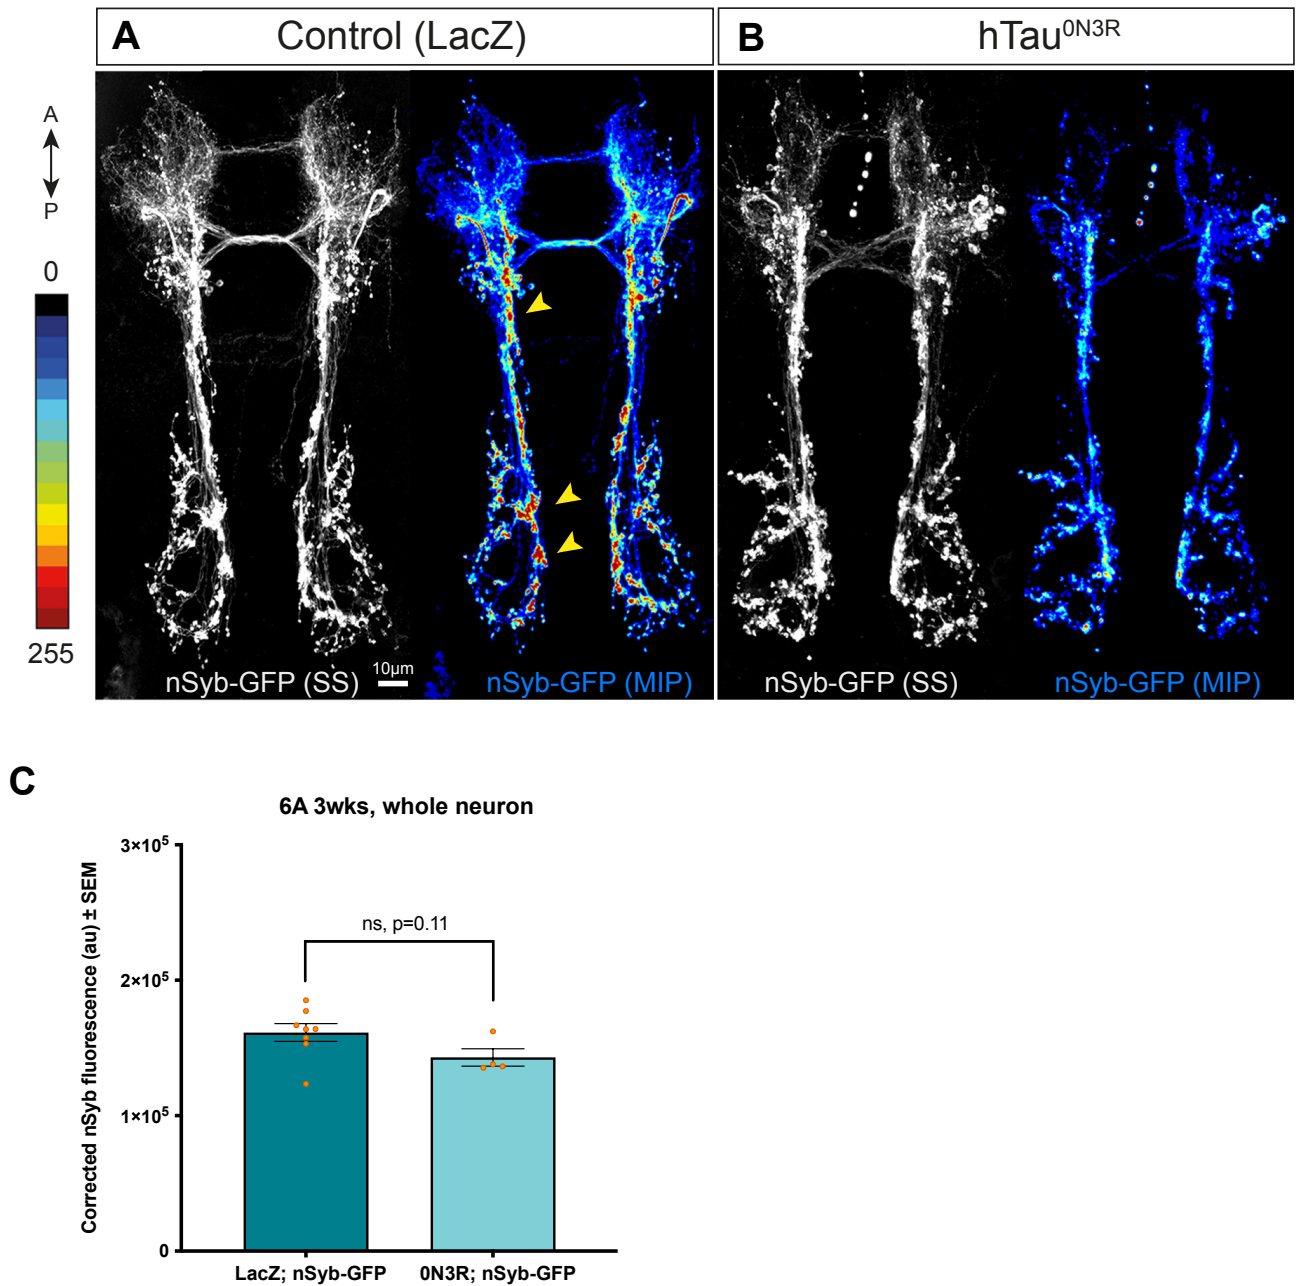 A Control (LacZ)
B hTau0N3R
A
P
0
255
nSyb-GFP (SS)
10µm
nSyb-GFP (MIP)
nSyb-GFP (SS)
nSyb-GFP (MIP)
C
6A 3wks, whole neuron
Corrected nSyb fluorescence (au) ± SEM
3×10⁵
2×10⁵
1×10⁵
0
ns, p=0.11
LacZ; nSyb-GFP
0N3R; nSyb-GFP